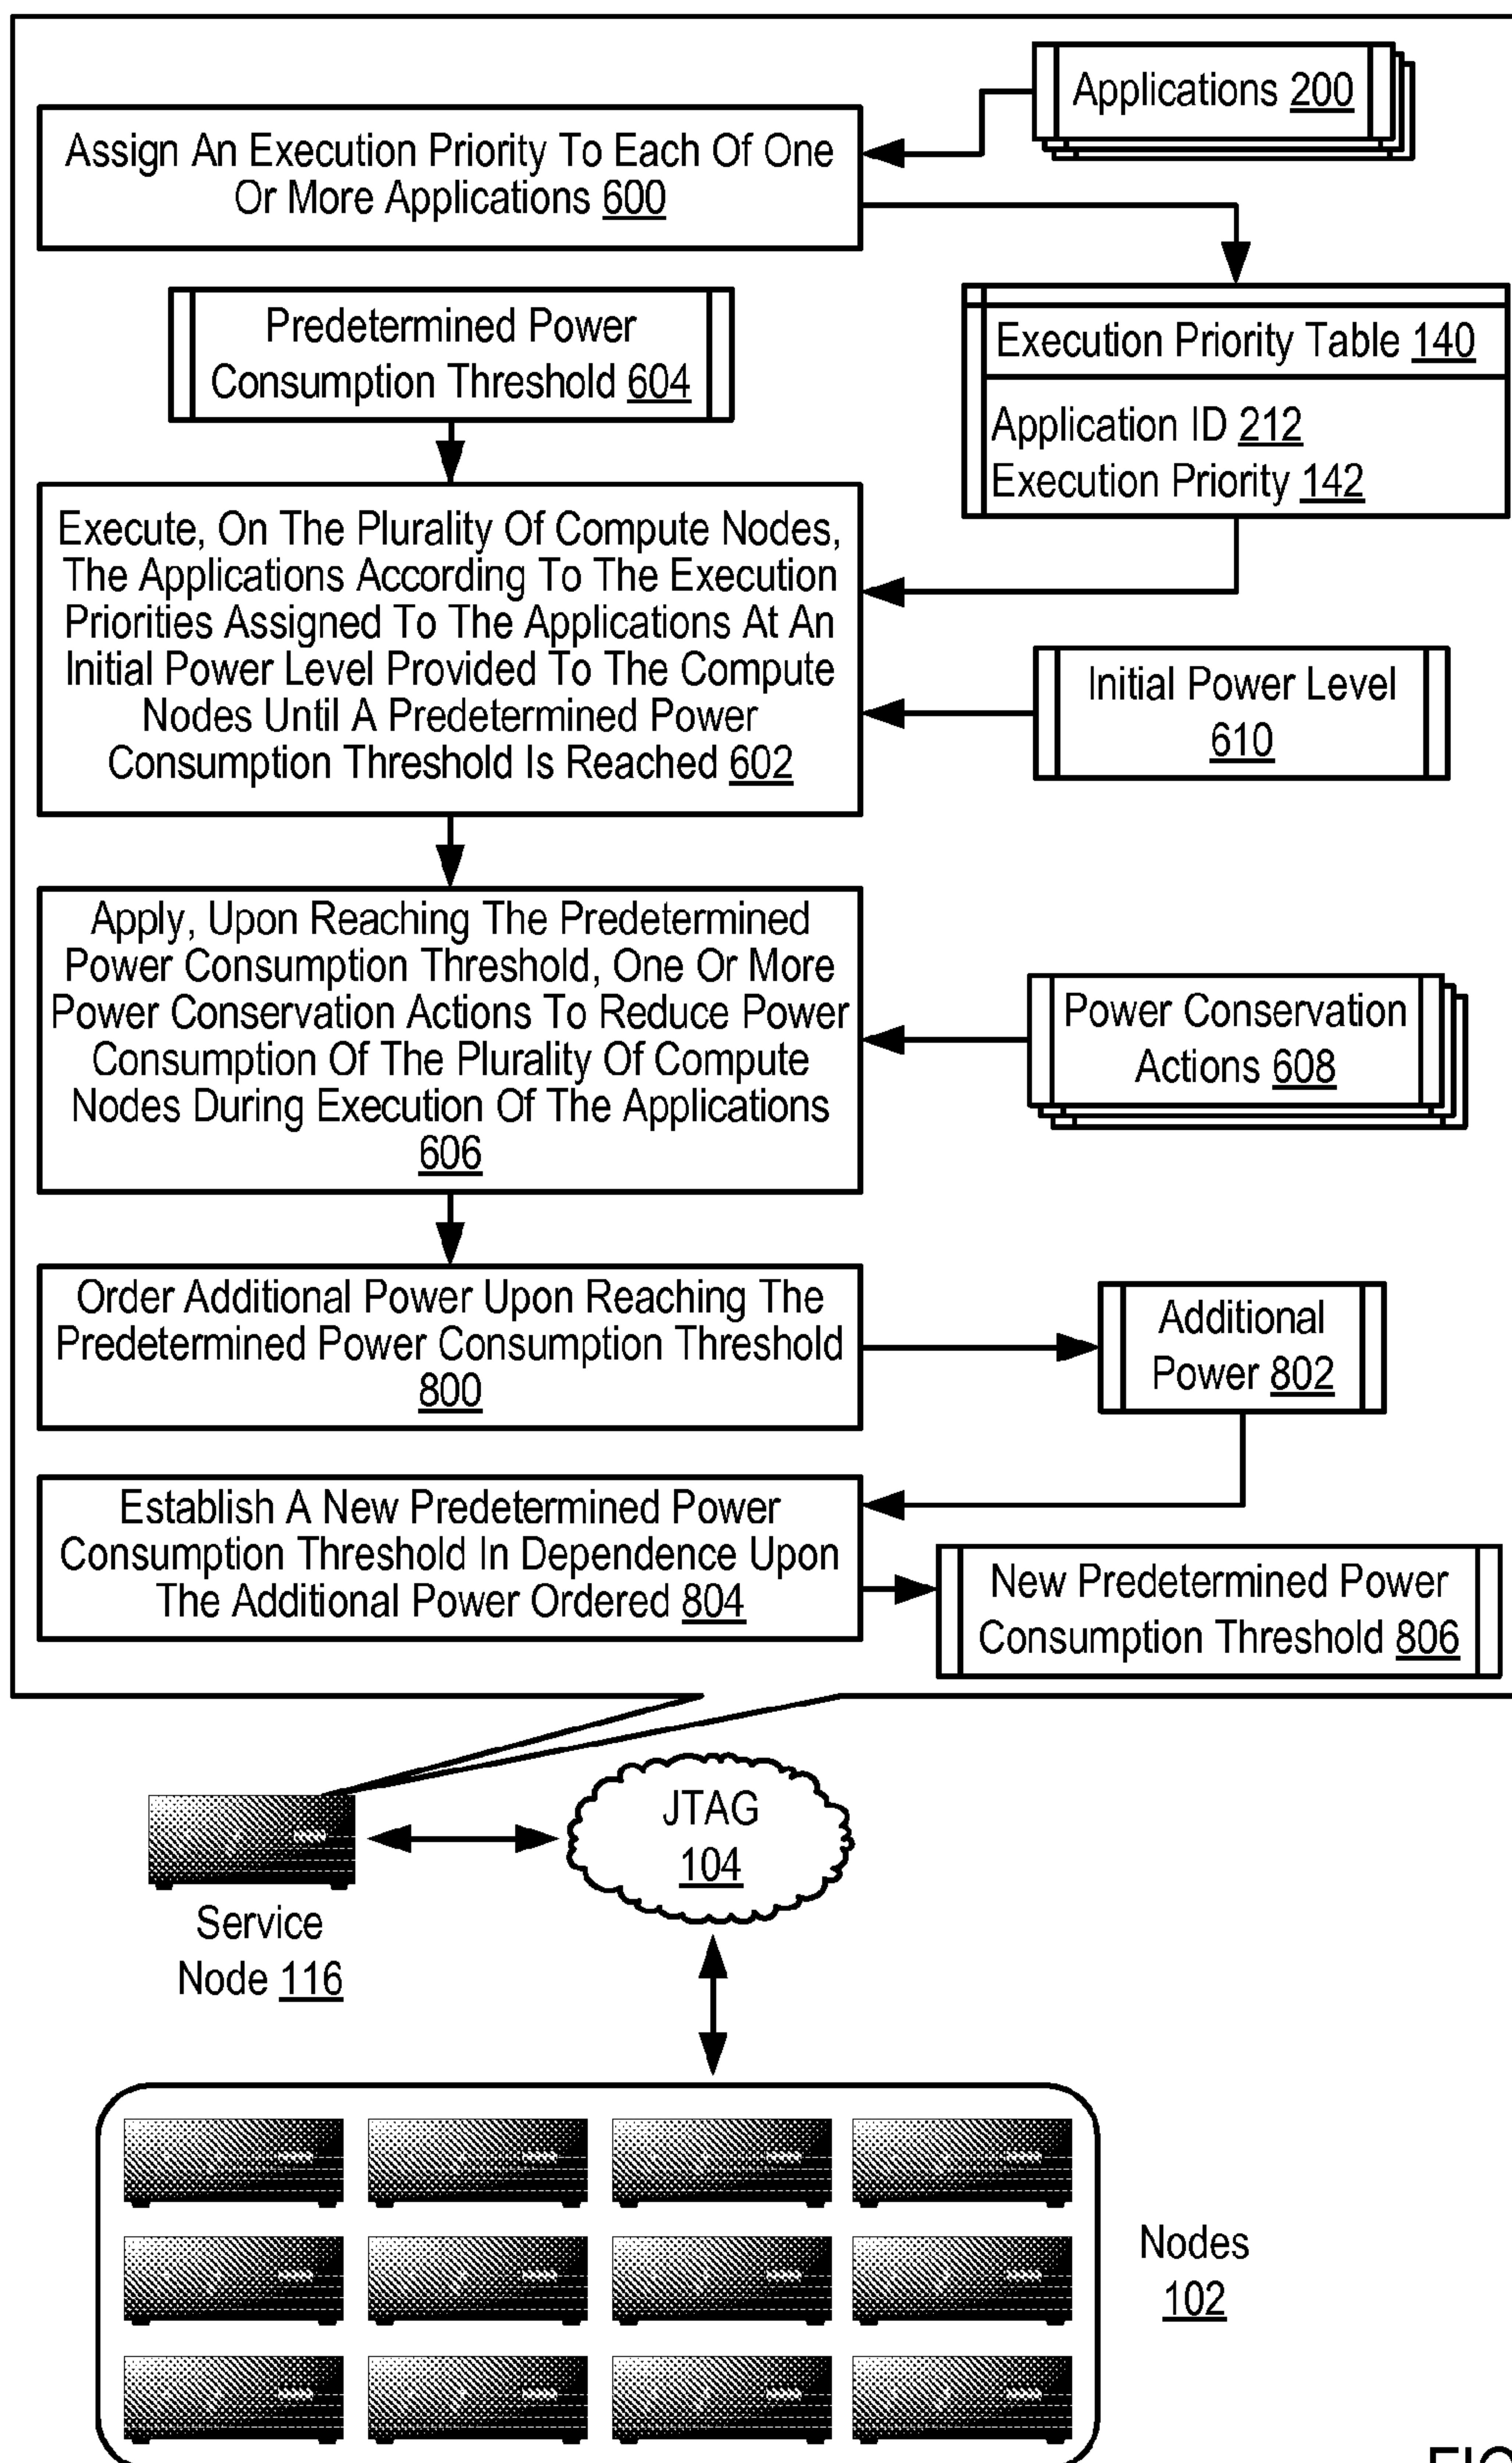 Applications 200
Assign An Execution Priority To Each Of One
Or More Applications 600
Predetermined Power
Consumption Threshold 604
Execution Priority Table 140
Application ID 212
Execution Priority 142
Execute, On The Plurality Of Compute Nodes,
The Applications According To The Execution
Priorities Assigned To The Applications At An
Initial Power Level Provided To The Compute
Nodes Until A Predetermined Power
Consumption Threshold Is Reached 602
Initial Power Level
610
Apply, Upon Reaching The Predetermined
Power Consumption Threshold, One Or More
Power Conservation Actions To Reduce Power
Consumption Of The Plurality Of Compute
Nodes During Execution Of The Applications
606
Power Conservation
Actions 608
Order Additional Power Upon Reaching The
Predetermined Power Consumption Threshold
800
Additional
Power 802
Establish A New Predetermined Power
Consumption Threshold In Dependence Upon
The Additional Power Ordered 804
New Predetermined Power
Consumption Threshold 806
JTAG
104
Service
Node 116
Nodes
102